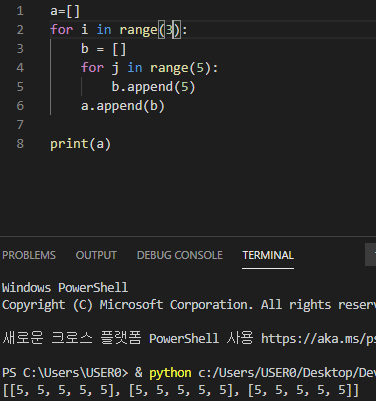 1 a=[]
2 for i in range(3):
3     b = []
4     for j in range(5):
5         b.append(5)
6     a.append(b)
7
8 print(a)
PROBLEMS OUTPUT DEBUG CONSOLE TERMINAL
Windows PowerShell
Copyright (C) Microsoft Corporation. All rights reser
새로운 크로스 플랫폼 PowerShell 사용 https://aka.ms/ps
PS C:\Users\USER0> & python c:/Users/USER0/Desktop/Dev
[[5, 5, 5, 5, 5], [5, 5, 5, 5, 5], [5, 5, 5, 5, 5]]